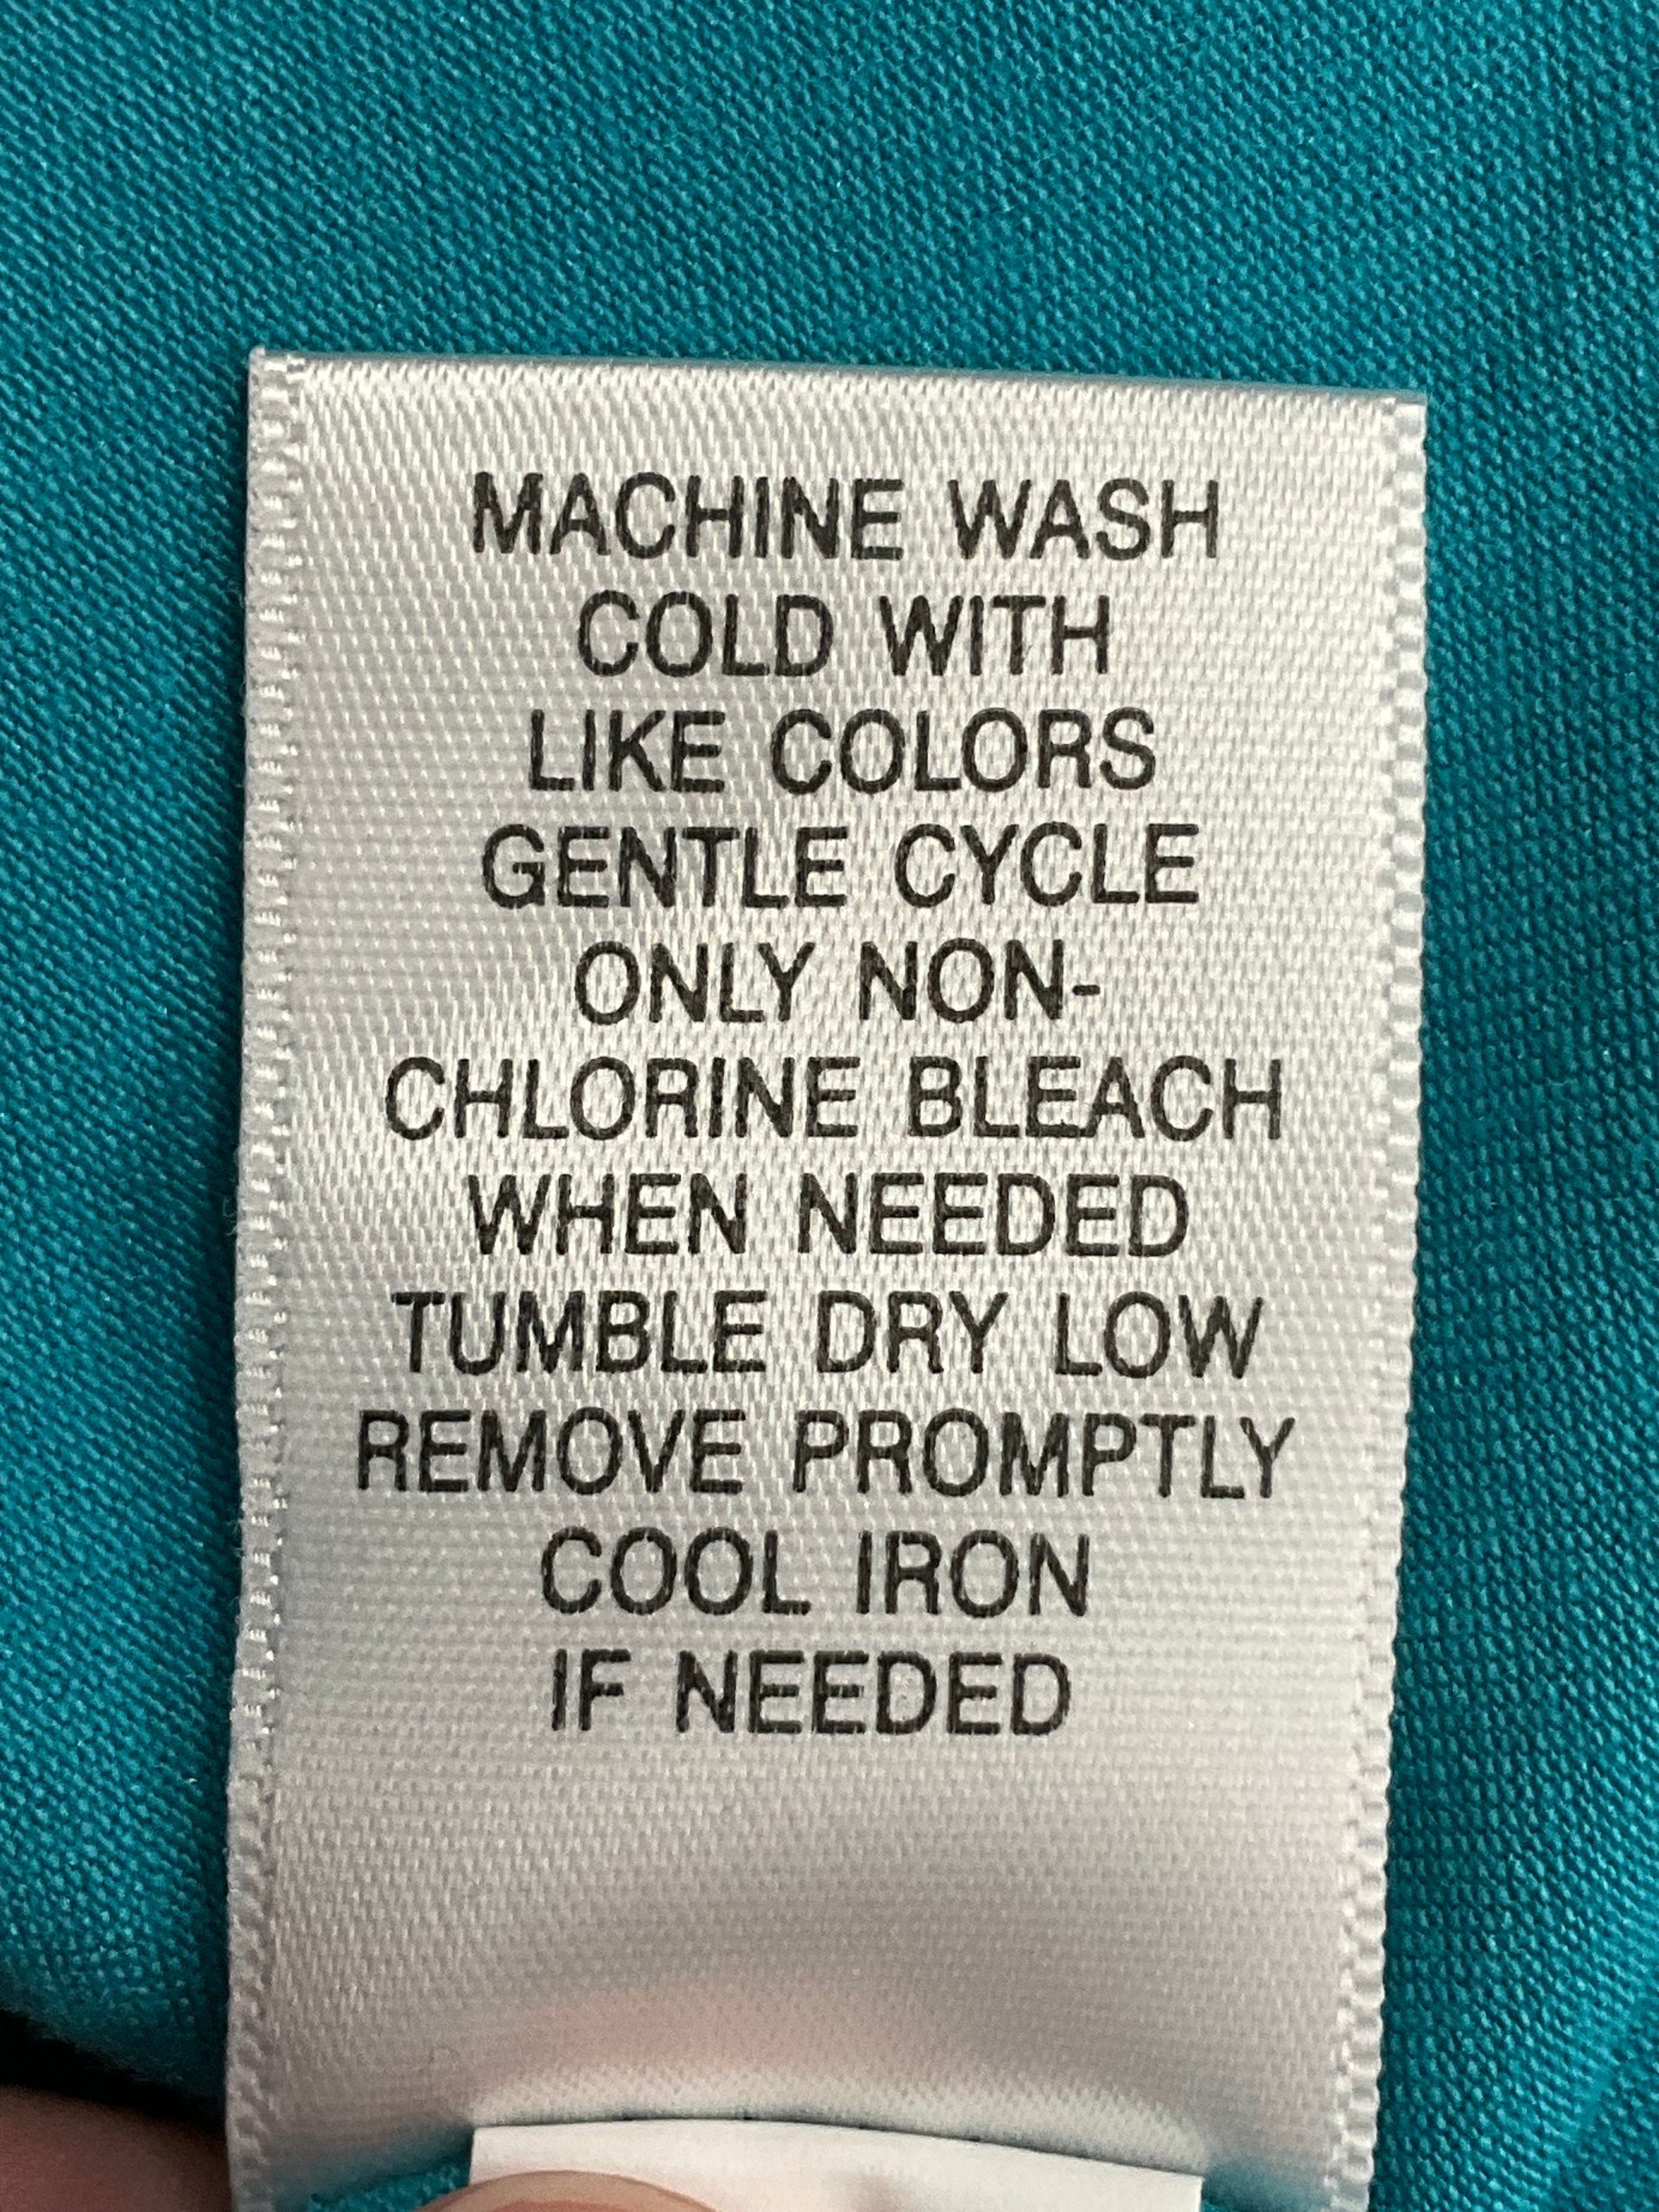 MACHINE WASH
COLD WITH
LIKE COLORS
GENTLE CYCLE
ONLY NON-
CHLORINE BLEACH
WHEN NEEDED
TUMBLE DRY LOW
REMOVE PROMPTLY
COOL IRON
IF NEEDED